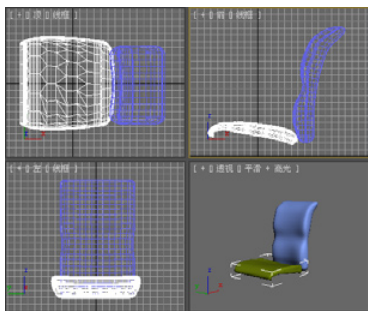 [ + ▯ 顶 ▯ 线框 ]
[ + ▯ 前 ▯ 线框 ]
[ + ▯ 左 ▯ 线框 ]
[ + ▯ 透视 ▯ 平滑 + 高光 ]